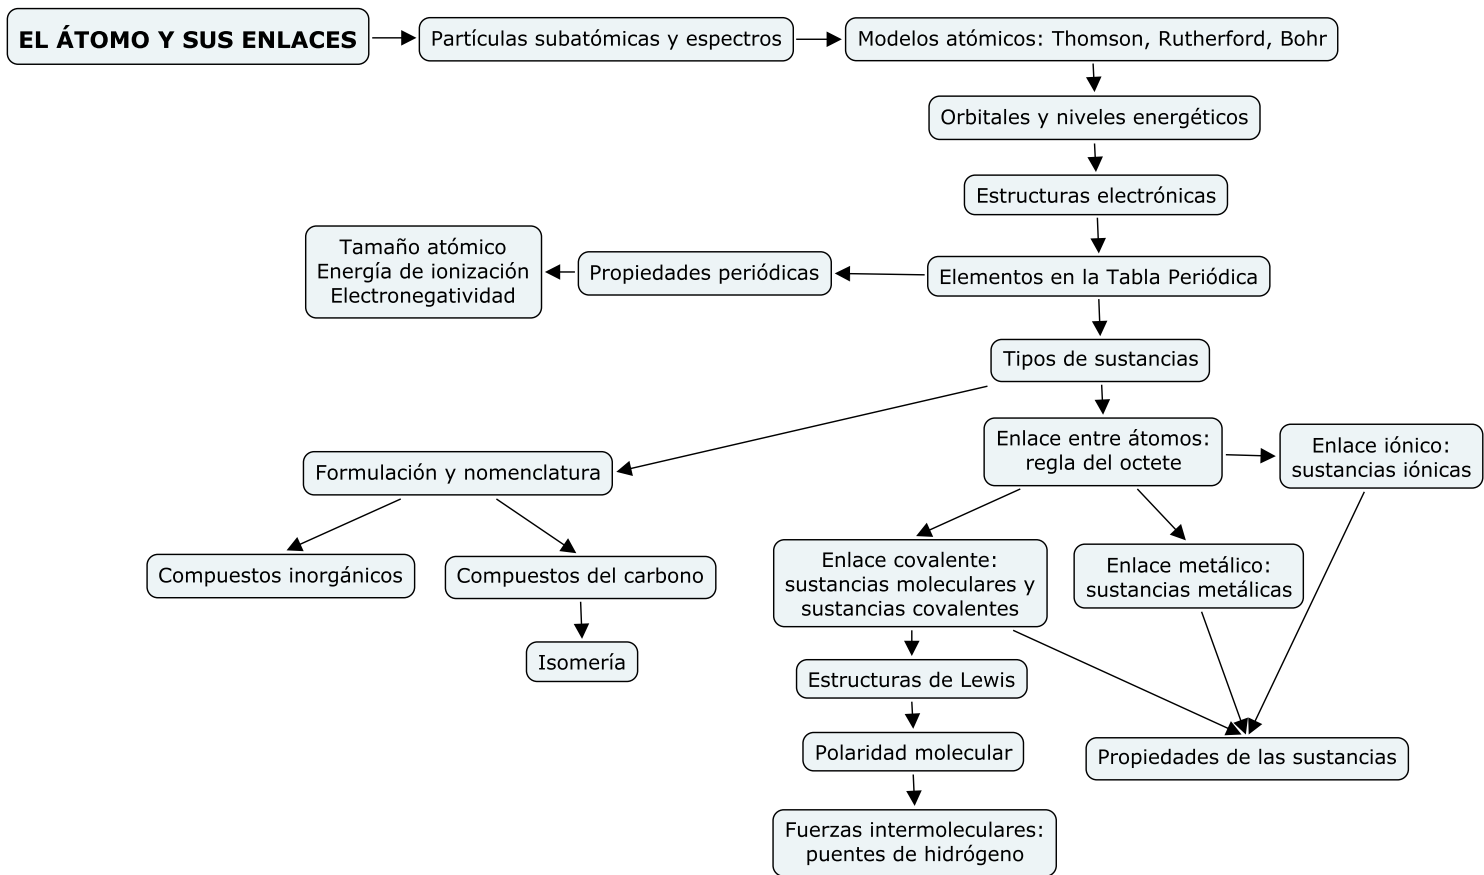 EL ÁTOMO Y SUS ENLACES
Partículas subatómicas y espectros
Modelos atómicos: Thomson, Rutherford, Bohr
Orbitales y niveles energéticos
Estructuras electrónicas
Elementos en la Tabla Periódica
Propiedades periódicas
Tamaño atómico
Energía de ionización
Electronegatividad
Tipos de sustancias
Formulación y nomenclatura
Compuestos inorgánicos
Compuestos del carbono
Isomería
Enlace entre átomos:
regla del octete
Enlace iónico:
sustancias iónicas
Enlace covalente:
sustancias moleculares y
sustancias covalentes
Enlace metálico:
sustancias metálicas
Estructuras de Lewis
Polaridad molecular
Fuerzas intermoleculares:
puentes de hidrógeno
Propiedades de las sustancias